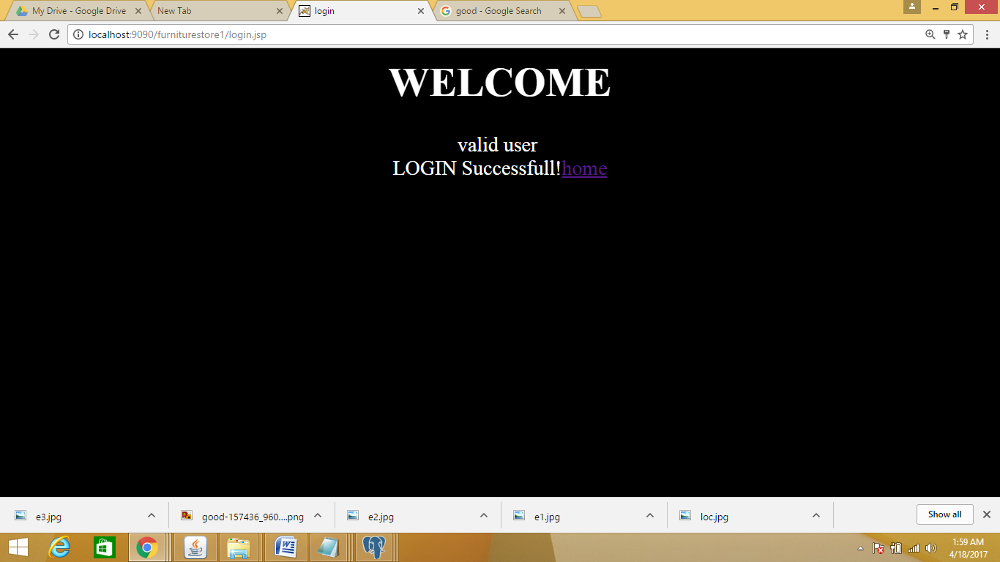 My Drive - Google Drive
New Tab
login
good - Google Search
localhost:9090/furniturestore1/login.jsp
WELCOME
valid user
LOGIN Successfull!home
e3.jpg
good-157436_960....png
e2.jpg
e1.jpg
loc.jpg
Show all
1:59 AM
4/18/2017